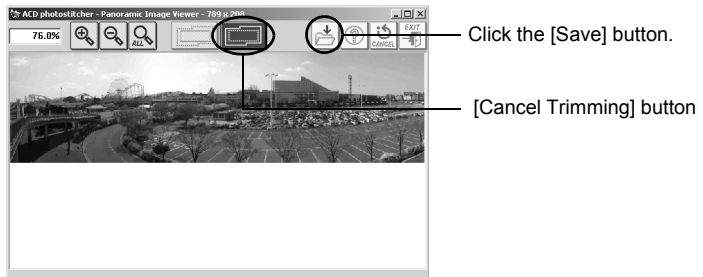 ACD photostitcher - Panoramic Image Viewer - 789 x 208
76.0%
ALL
CANCEL
EXIT
Click the [Save] button.
[Cancel Trimming] button